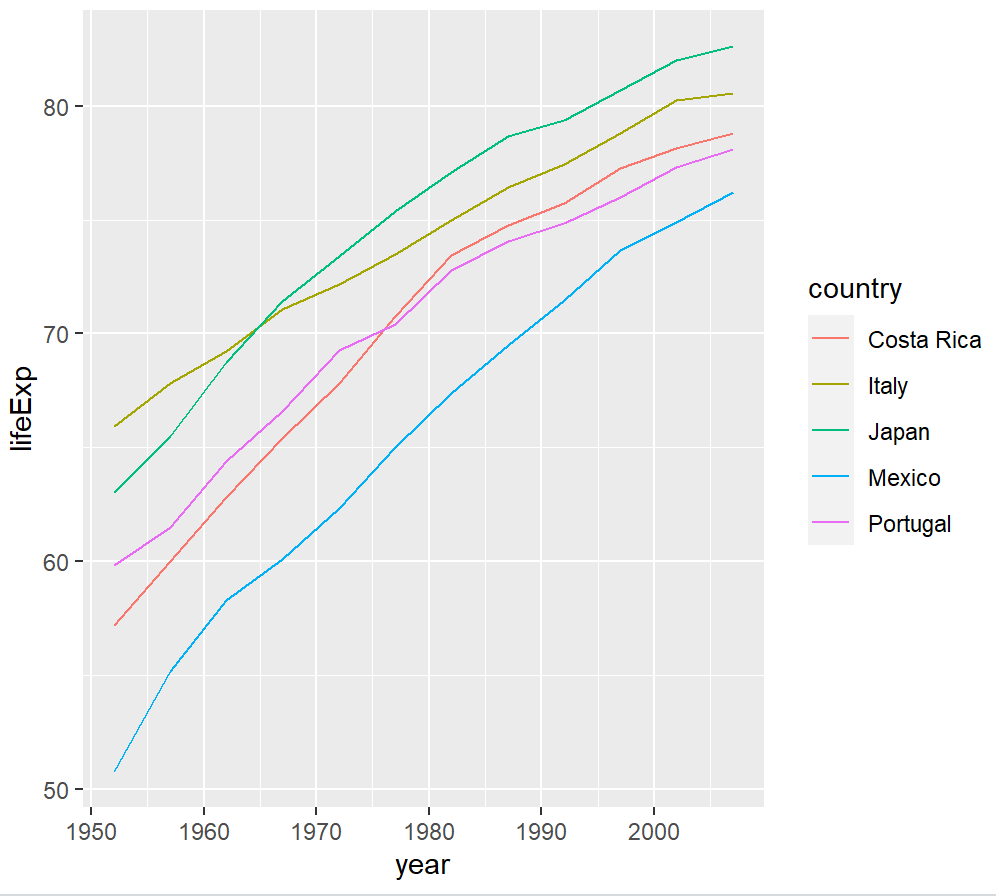 80
70
60
50
lifeExp
1950 1960 1970 1980 1990 2000
year
country
Costa Rica
Italy
Japan
Mexico
Portugal